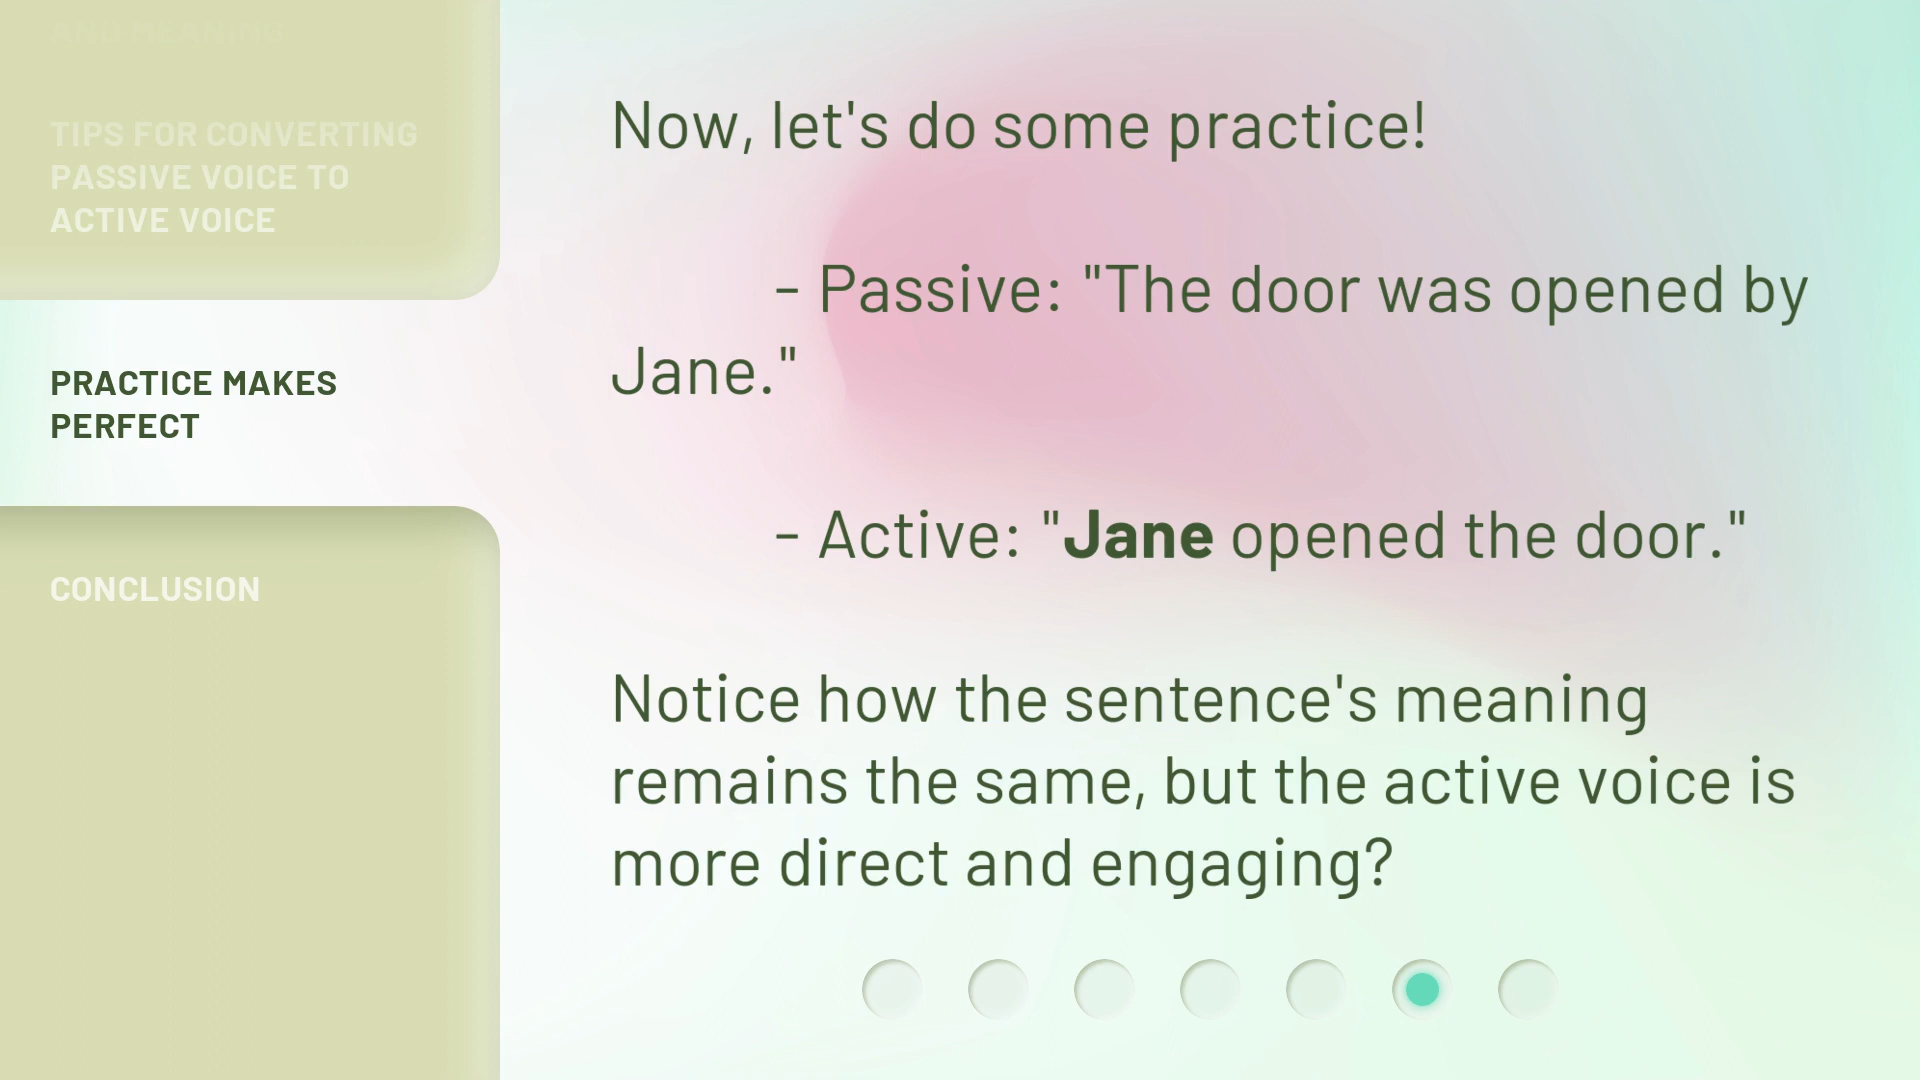 AND MEANING
TIPS FOR CONVERTING
PASSIVE VOICE TO
ACTIVE VOICE
PRACTICE MAKES
PERFECT
CONCLUSION
Now, let's do some practice!
- Passive: "The door was opened by
Jane."
- Active: "Jane opened the door."
Notice how the sentence's meaning
remains the same, but the active voice is
more direct and engaging?